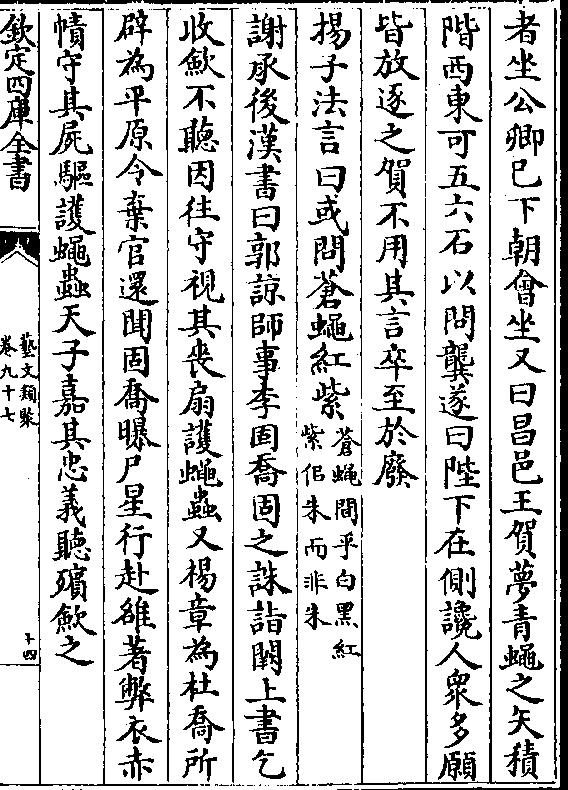 者坐公卿已下朝會坐又曰昌邑王賀夢青蠅之矢積
階西東可五六石以問龔遂曰陛下在側讒人衆多願
皆放逐之賀不用其言卒至於廢
揚子法言曰或問蒼蠅紅紫蒼蠅間乎白黑紅
紫佀朱而非朱
謝承後漢書曰郭諒師事李固喬固之誅詣闕上書乞
收斂不聽因往守視其喪扇護蠅蟲又楊章為杜喬所
辟為平原令棄官還聞固喬曝尸星行赴雒著弊衣赤
幘守其屍驅護蠅蟲天子嘉其忠義聽殯斂之
欽定四庫全書
藝文類聚
卷九十七
十四